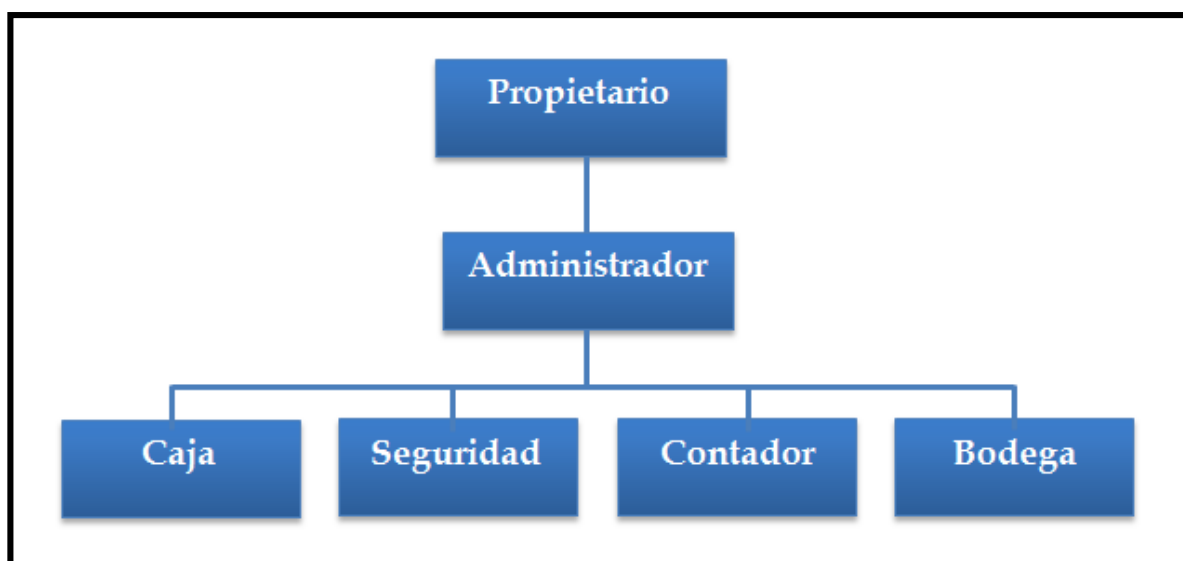 Propietario
Administrador
Caja
Seguridad
Contador
Bodega